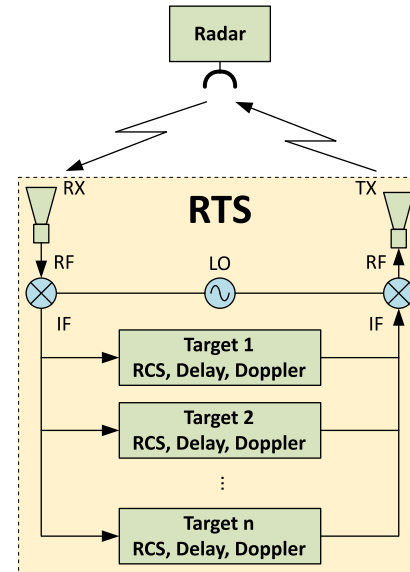 Radar
RX
TX
RTS
RF
LO
RF
IF
IF
Target 1
RCS, Delay, Doppler
Target 2
RCS, Delay, Doppler
...
Target n
RCS, Delay, Doppler